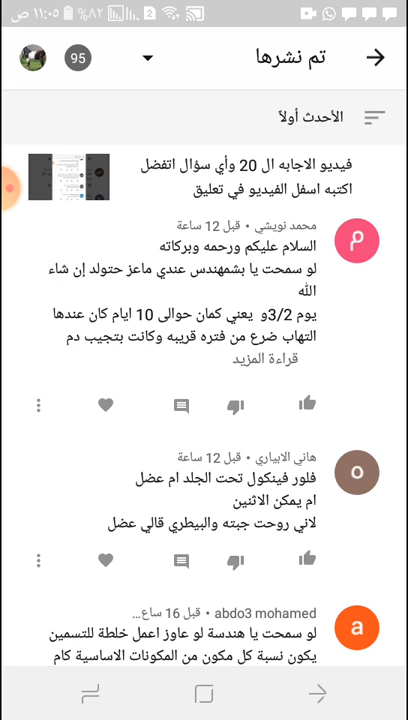 ١١:٠٥ ص
٨٢٪
2
تم نشرها
95
الأحدث أولاً
فيديو الاجابه ال 20 وأي سؤال اتفضل
اكتبه اسفل الفيديو في تعليق
محمد نويشي • قبل 12 ساعة
السلام عليكم ورحمه وبركاته
لو سمحت يا بشمهندس عندي ماعز حتولد إن شاء
الله
يوم 3/2و يعني كمان حوالى 10 ايام كان عندها
التهاب ضرع من فتره قريبه وكانت بتجيب دم
قراءة المزيد
م
هاني الابياري • قبل 12 ساعة
فلور فينكول تحت الجلد ام عضل
ام يمكن الاثنين
لاني روحت جبته والبيطري قالي عضل
o
abdo3 mohamed • قبل 16 ساع...
لو سمحت يا هندسة لو عاوز اعمل خلطة للتسمين
يكون نسبة كل مكون من المكونات الاساسية كام
a